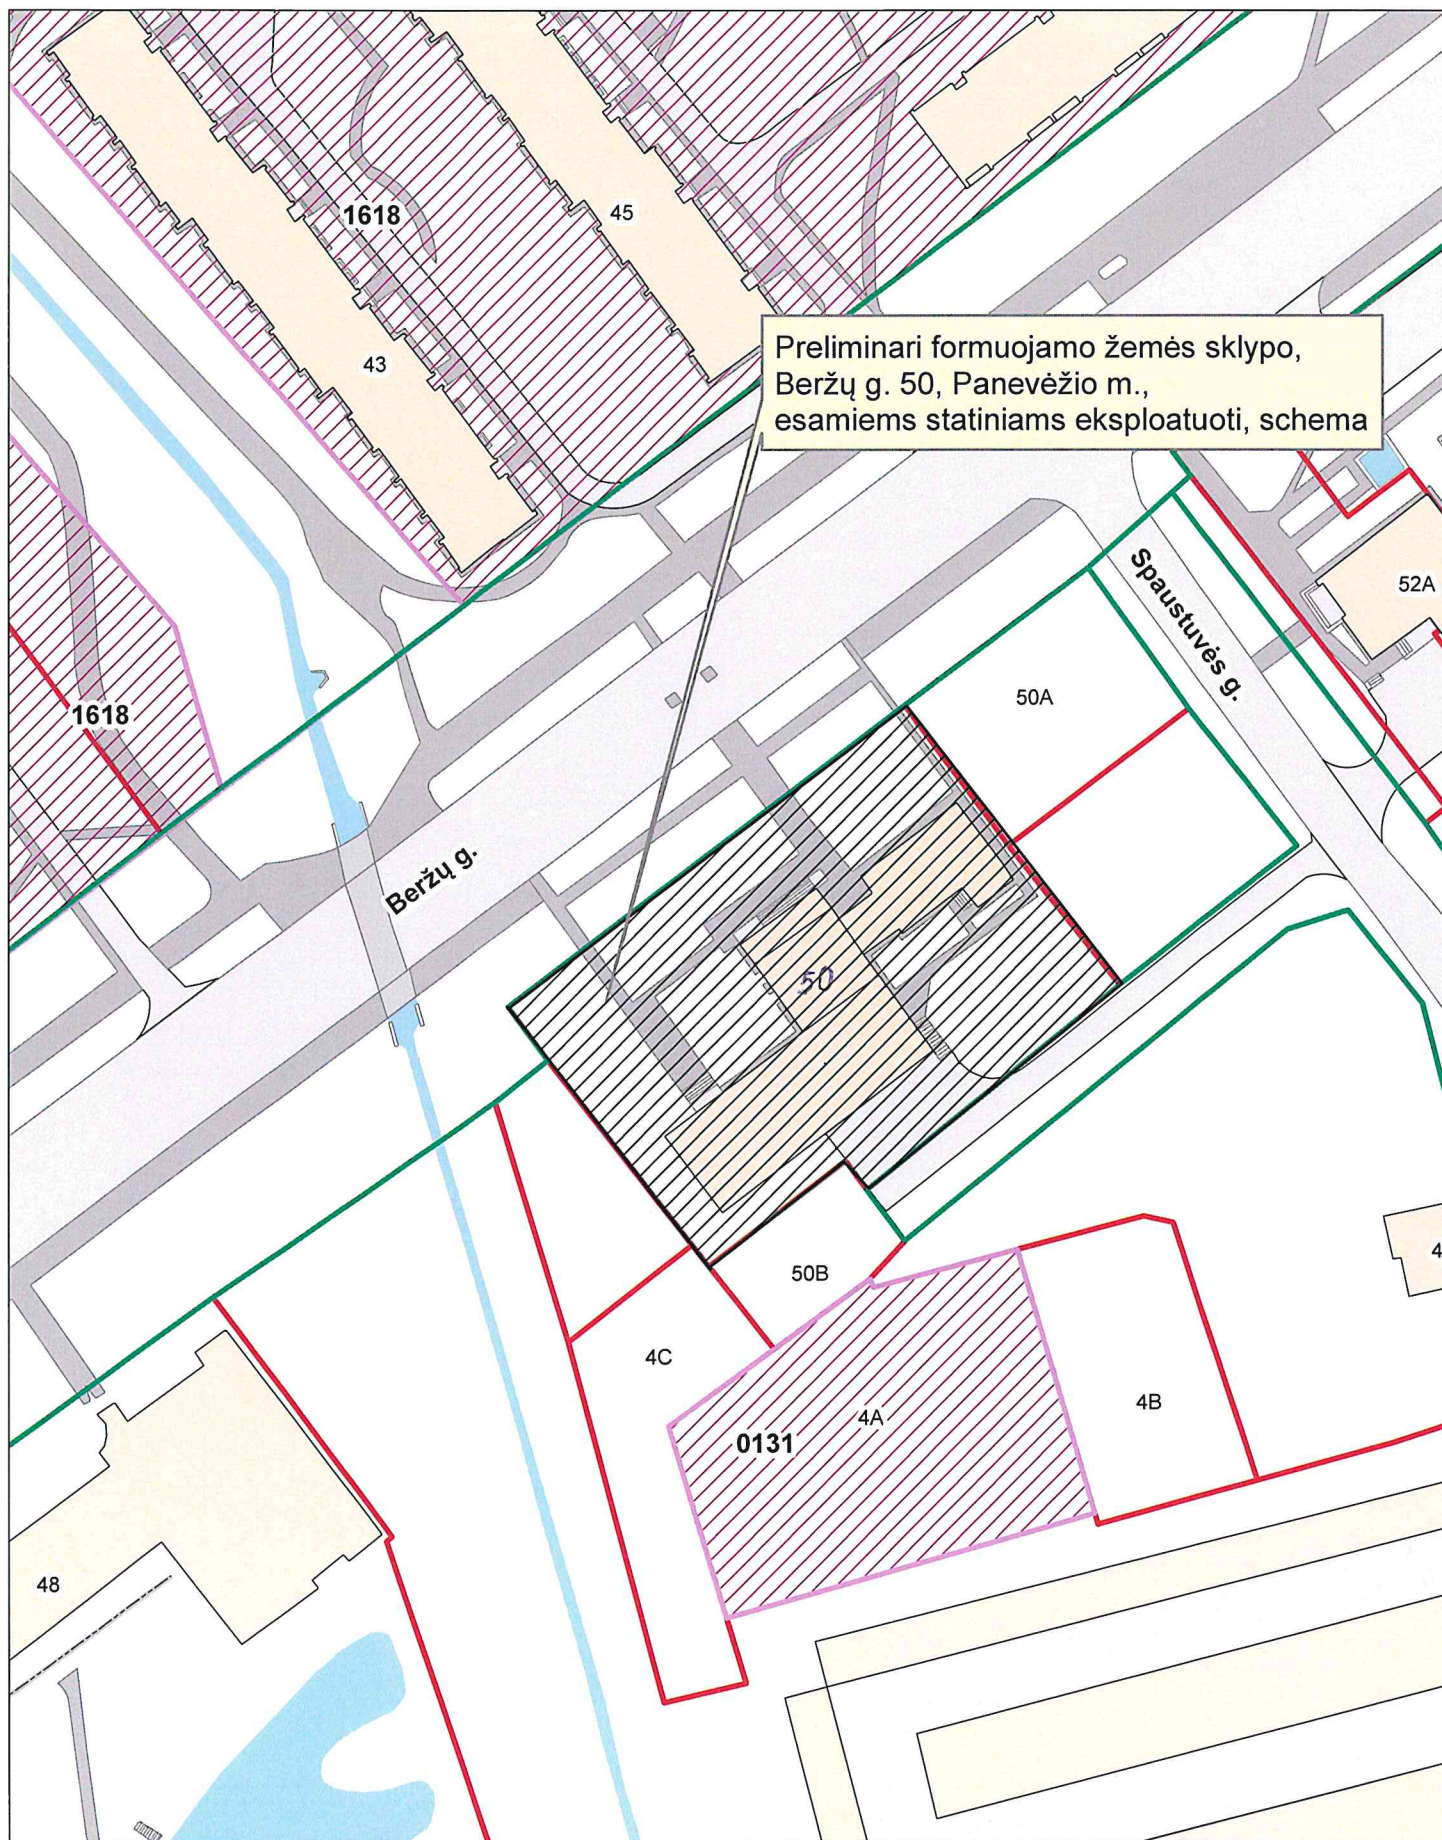 1618
45
43
Preliminari formuojamo žemės sklypo,
Beržų g. 50, Panevėžio m.,
esamiems statiniams eksploatuoti, schema
Spaustuvės g.
52A
50A
1618
Beržų g.
50
50B
4C
4A
4B
0131
4
48